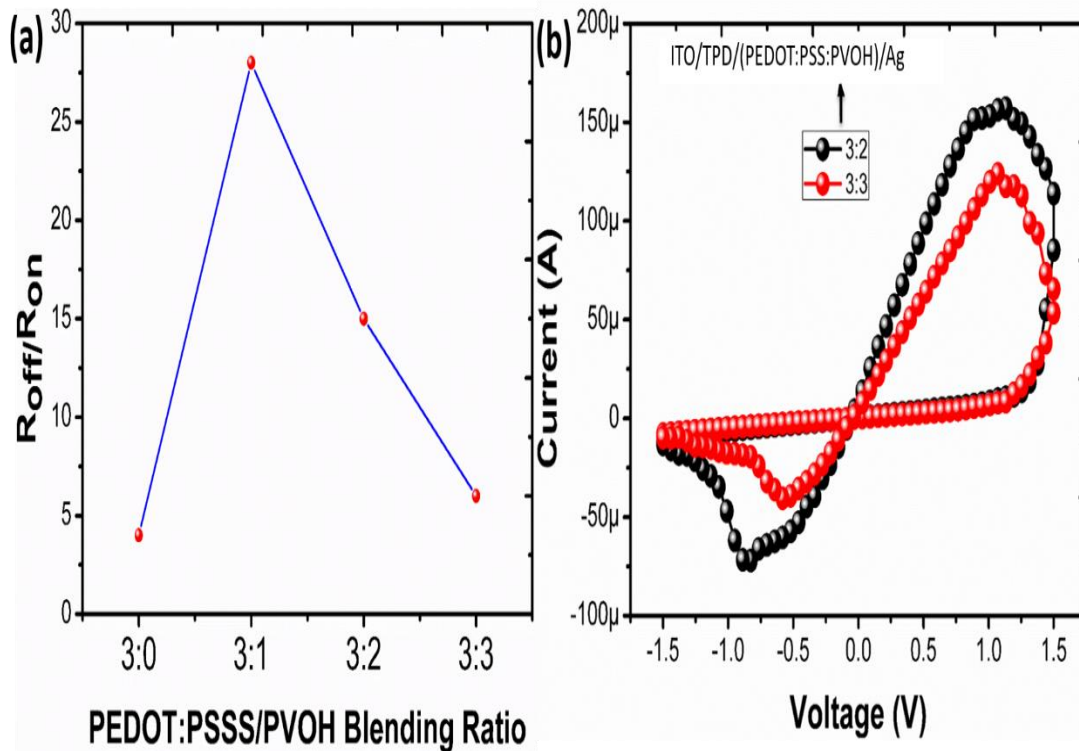 (a)
30
25
20
15
10
5
0
Roff/Ron
3:0 3:1 3:2 3:3
PEDOT:PSSS/PVOH Blending Ratio
(b)
200µ
150µ
100µ
50µ
0
-50µ
-100µ
Current (A)
ITO/TPD/(PEDOT:PSS:PVOH)/Ag
3:2
3:3
-1.5 -1.0 -0.5 0.0 0.5 1.0 1.5
Voltage (V)